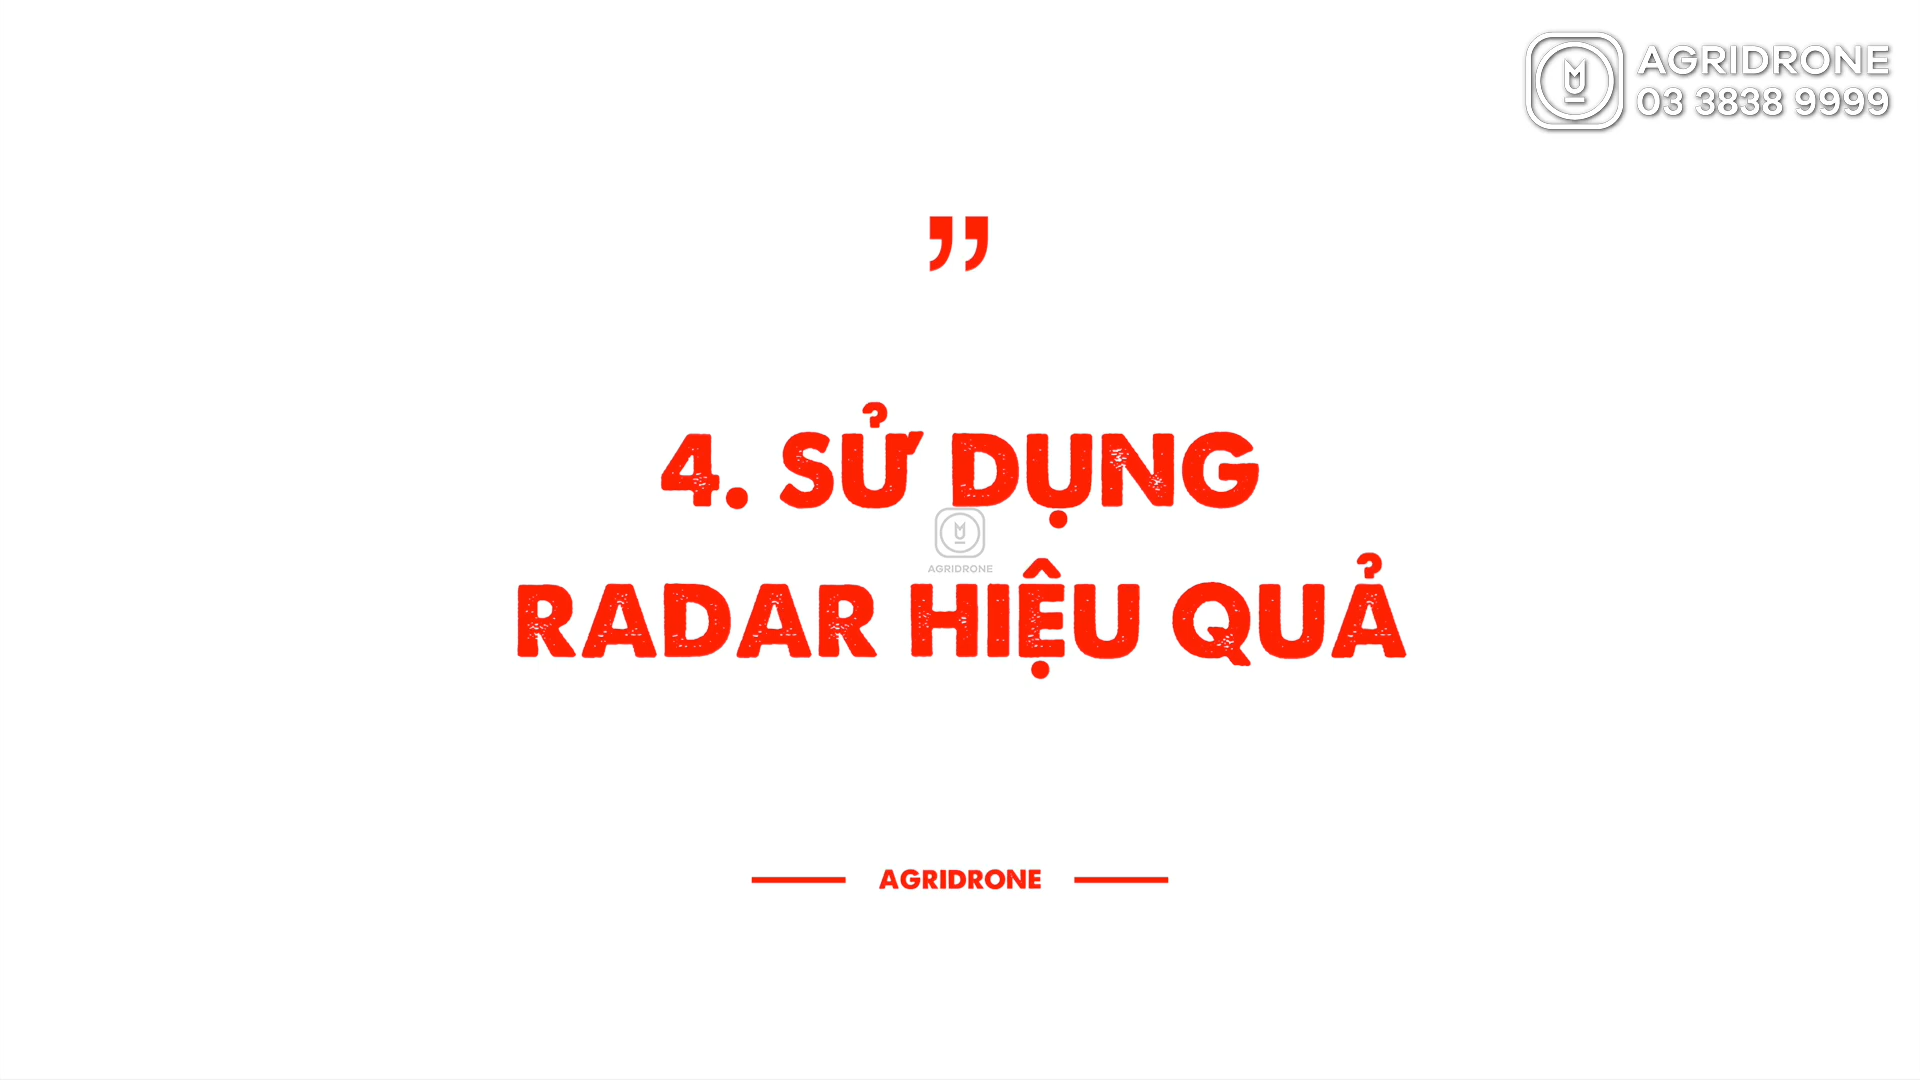 AGRIDRONE
03 3838 9999
”
4. SỬ DỤNG
AGRIDRONE
RADAR HIỆU QUẢ
AGRIDRONE